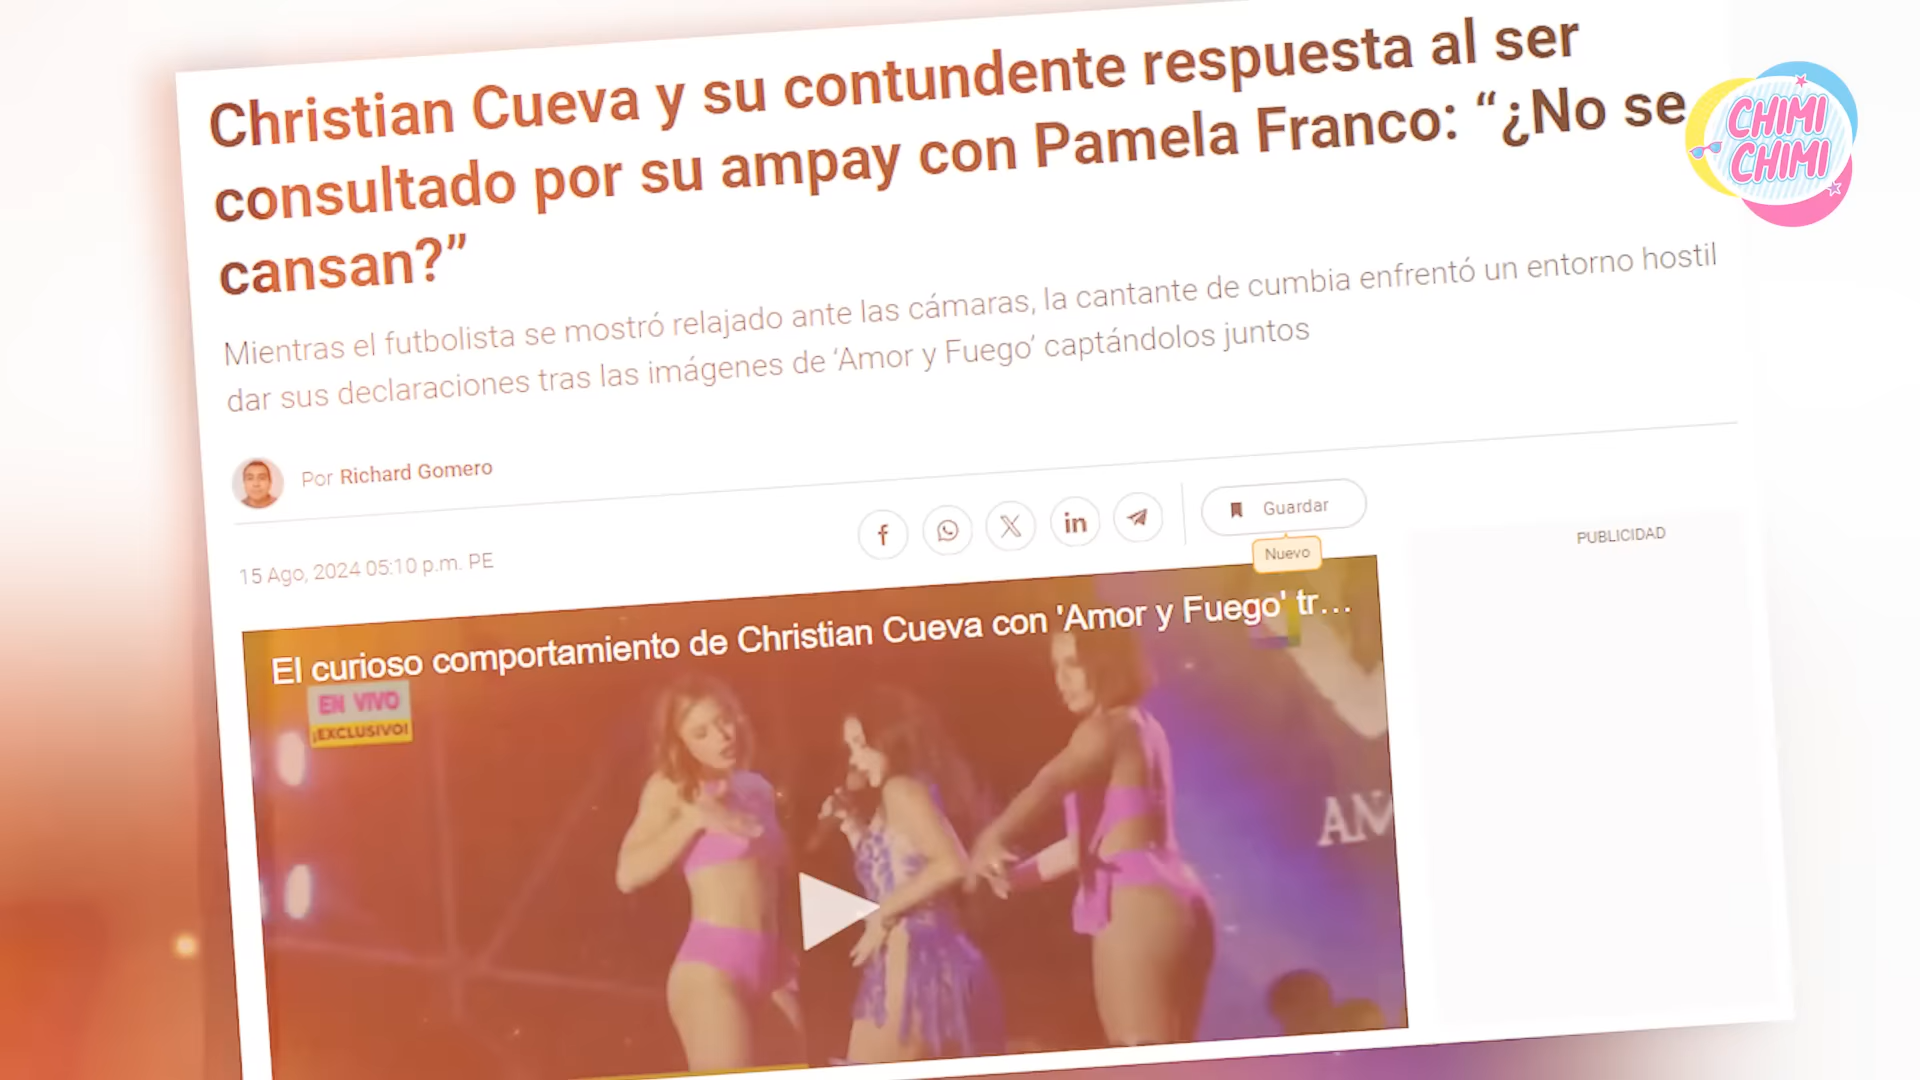 Christian Cueva y su contundente respuesta al ser
consultado por su ampay con Pamela Franco: “¿No se
cansan?”
CHIMI
CHIMI
Mientras el futbolista se mostró relajado ante las cámaras, la cantante de cumbia enfrentó un entorno hostil
dar sus declaraciones tras las imágenes de ‘Amor y Fuego’ captándolos juntos
Por Richard Gomero
Guardar
Nuevo
PUBLICIDAD
15 Ago, 2024 05:10 p.m. PE
El curioso comportamiento de Christian Cueva con 'Amor y Fuego' tr...
EN VIVO
¡EXCLUSIVO!
AM